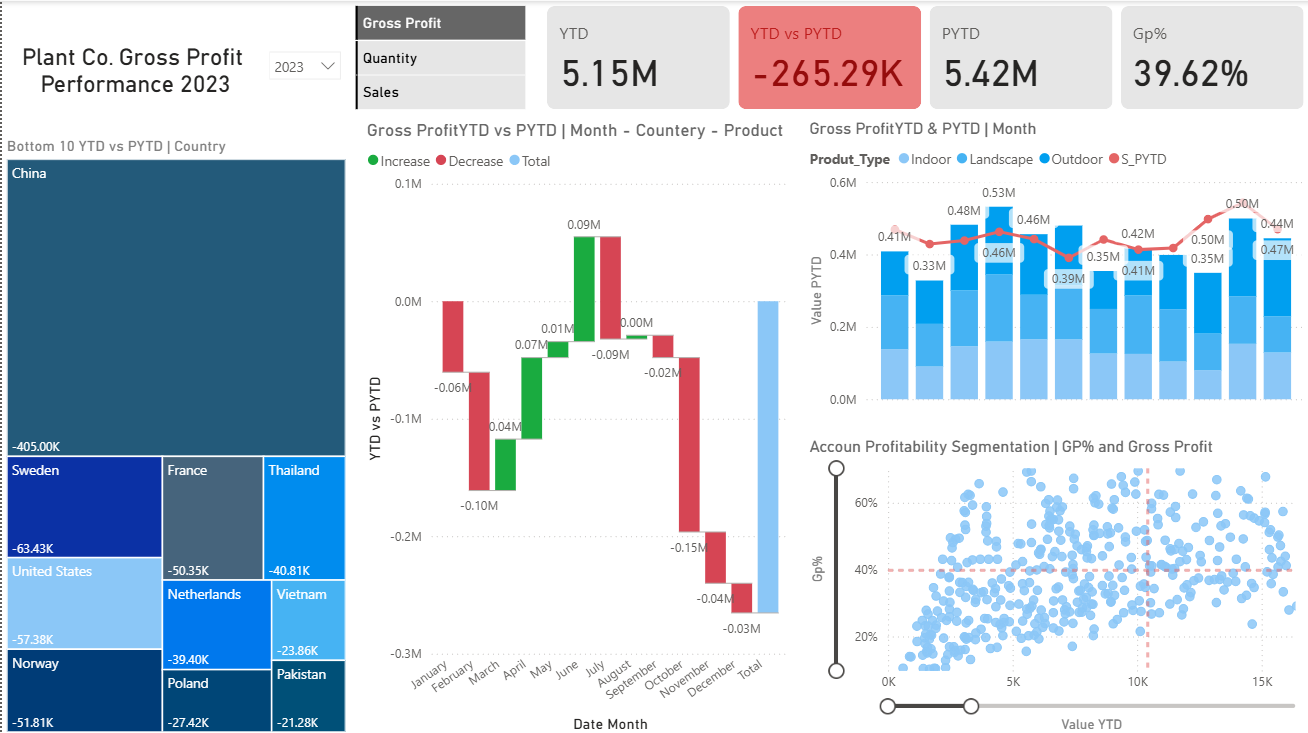 Plant Co. Gross Profit
Performance 2023
2023
Gross Profit
Quantity
Sales
YTD
5.15M
YTD vs PYTD
-265.29K
PYTD
5.42M
Gp%
39.62%
Bottom 10 YTD vs PYTD | Country
China
-405.00K
Sweden
-63.43K
France
-50.35K
Thailand
-40.81K
United States
-57.38K
Netherlands
-39.40K
Vietnam
-23.86K
Norway
-51.81K
Poland
-27.42K
Pakistan
-21.28K
Gross ProfitYTD vs PYTD | Month - Countery - Product
Increase Decrease Total
YTD vs PYTD
0.1M
0.0M
-0.1M
-0.2M
-0.3M
-0.06M
-0.10M
0.04M
0.07M
0.01M
0.09M
-0.09M
0.00M
-0.02M
-0.15M
-0.04M
-0.03M
January
February
March
April
May
June
July
August
September
October
November
December
Total
Date Month
Gross ProfitYTD & PYTD | Month
Produt_Type Indoor Landscape Outdoor S_PYTD
Value PYTD
0.6M
0.4M
0.2M
0.0M
0.41M
0.33M
0.48M
0.53M
0.46M
0.46M
0.39M
0.35M
0.42M
0.41M
0.50M
0.35M
0.50M
0.44M
0.47M
Accoun Profitability Segmentation | GP% and Gross Profit
Gp%
60%
40%
20%
0K
5K
10K
15K
Value YTD